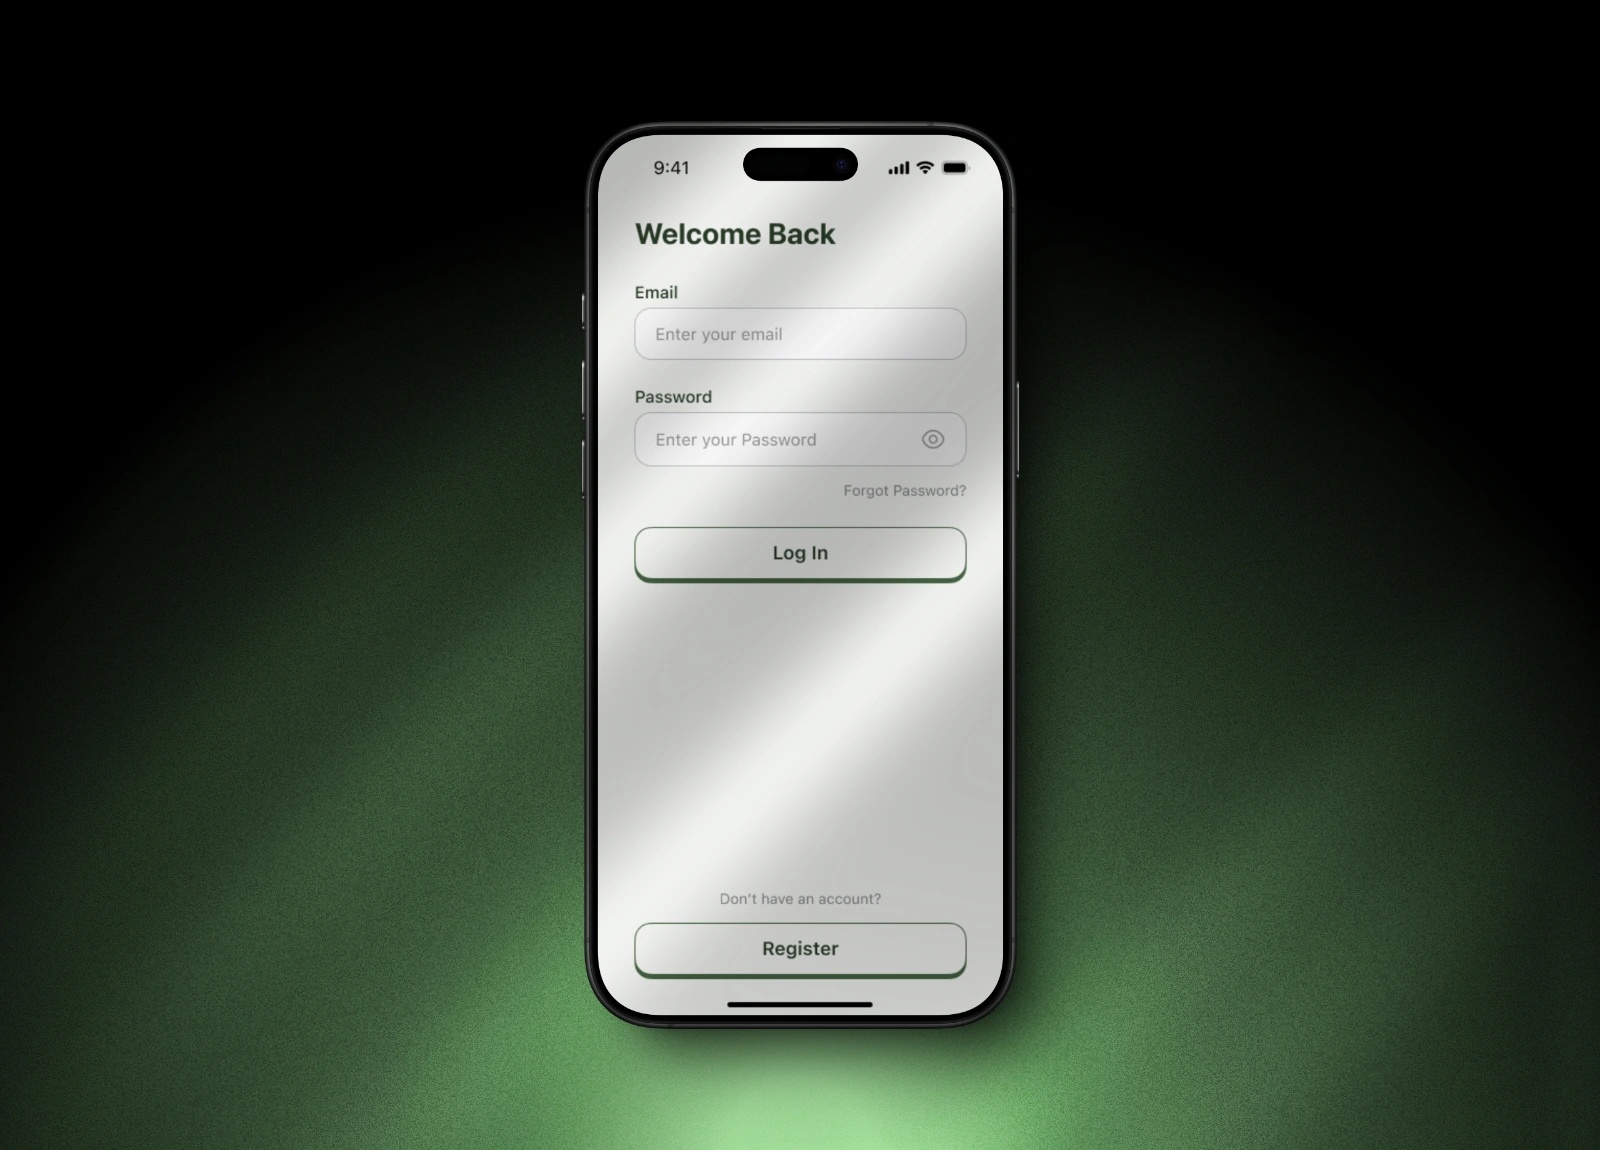 9:41
Welcome Back
Email
Enter your email
Password
Enter your Password
Forgot Password?
Log In
Don't have an account?
Register